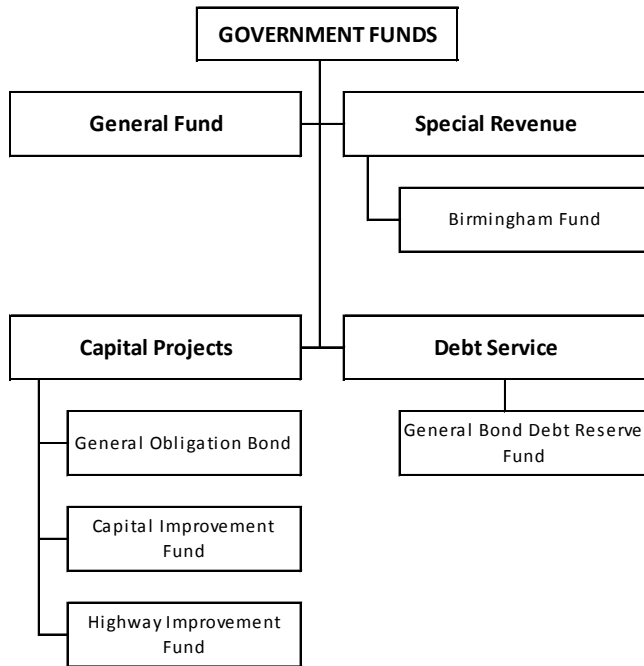 GOVERNMENT FUNDS
General Fund
Special Revenue
Birmingham Fund
Capital Projects
Debt Service
General Obligation Bond
General Bond Debt Reserve
Fund
Capital Improvement
Fund
Highway Improvement
Fund